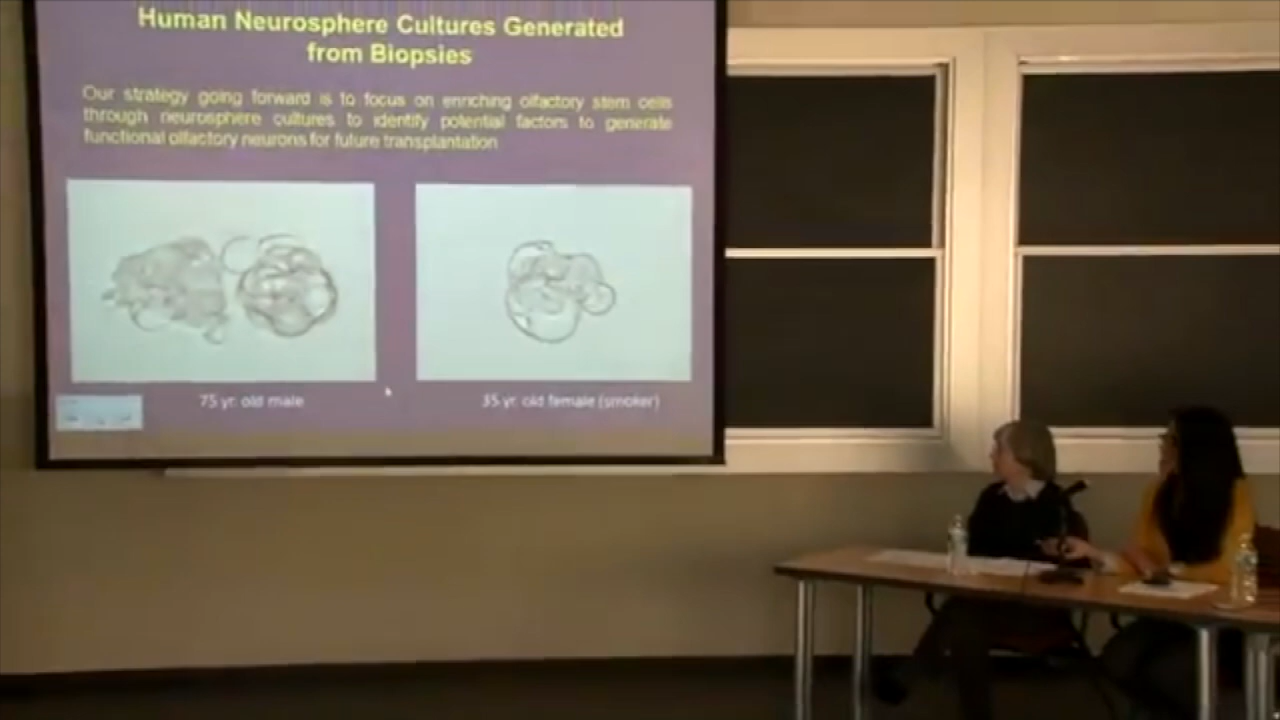 Human Neurosphere Cultures Generated
from Biopsies
Our strategy going forward is to focus on enriching olfactory stem cells
through neurosphere cultures to identify potential factors to generate
functional olfactory neurons for future transplantation
75 yr. old male
35 yr. old female (smoker)